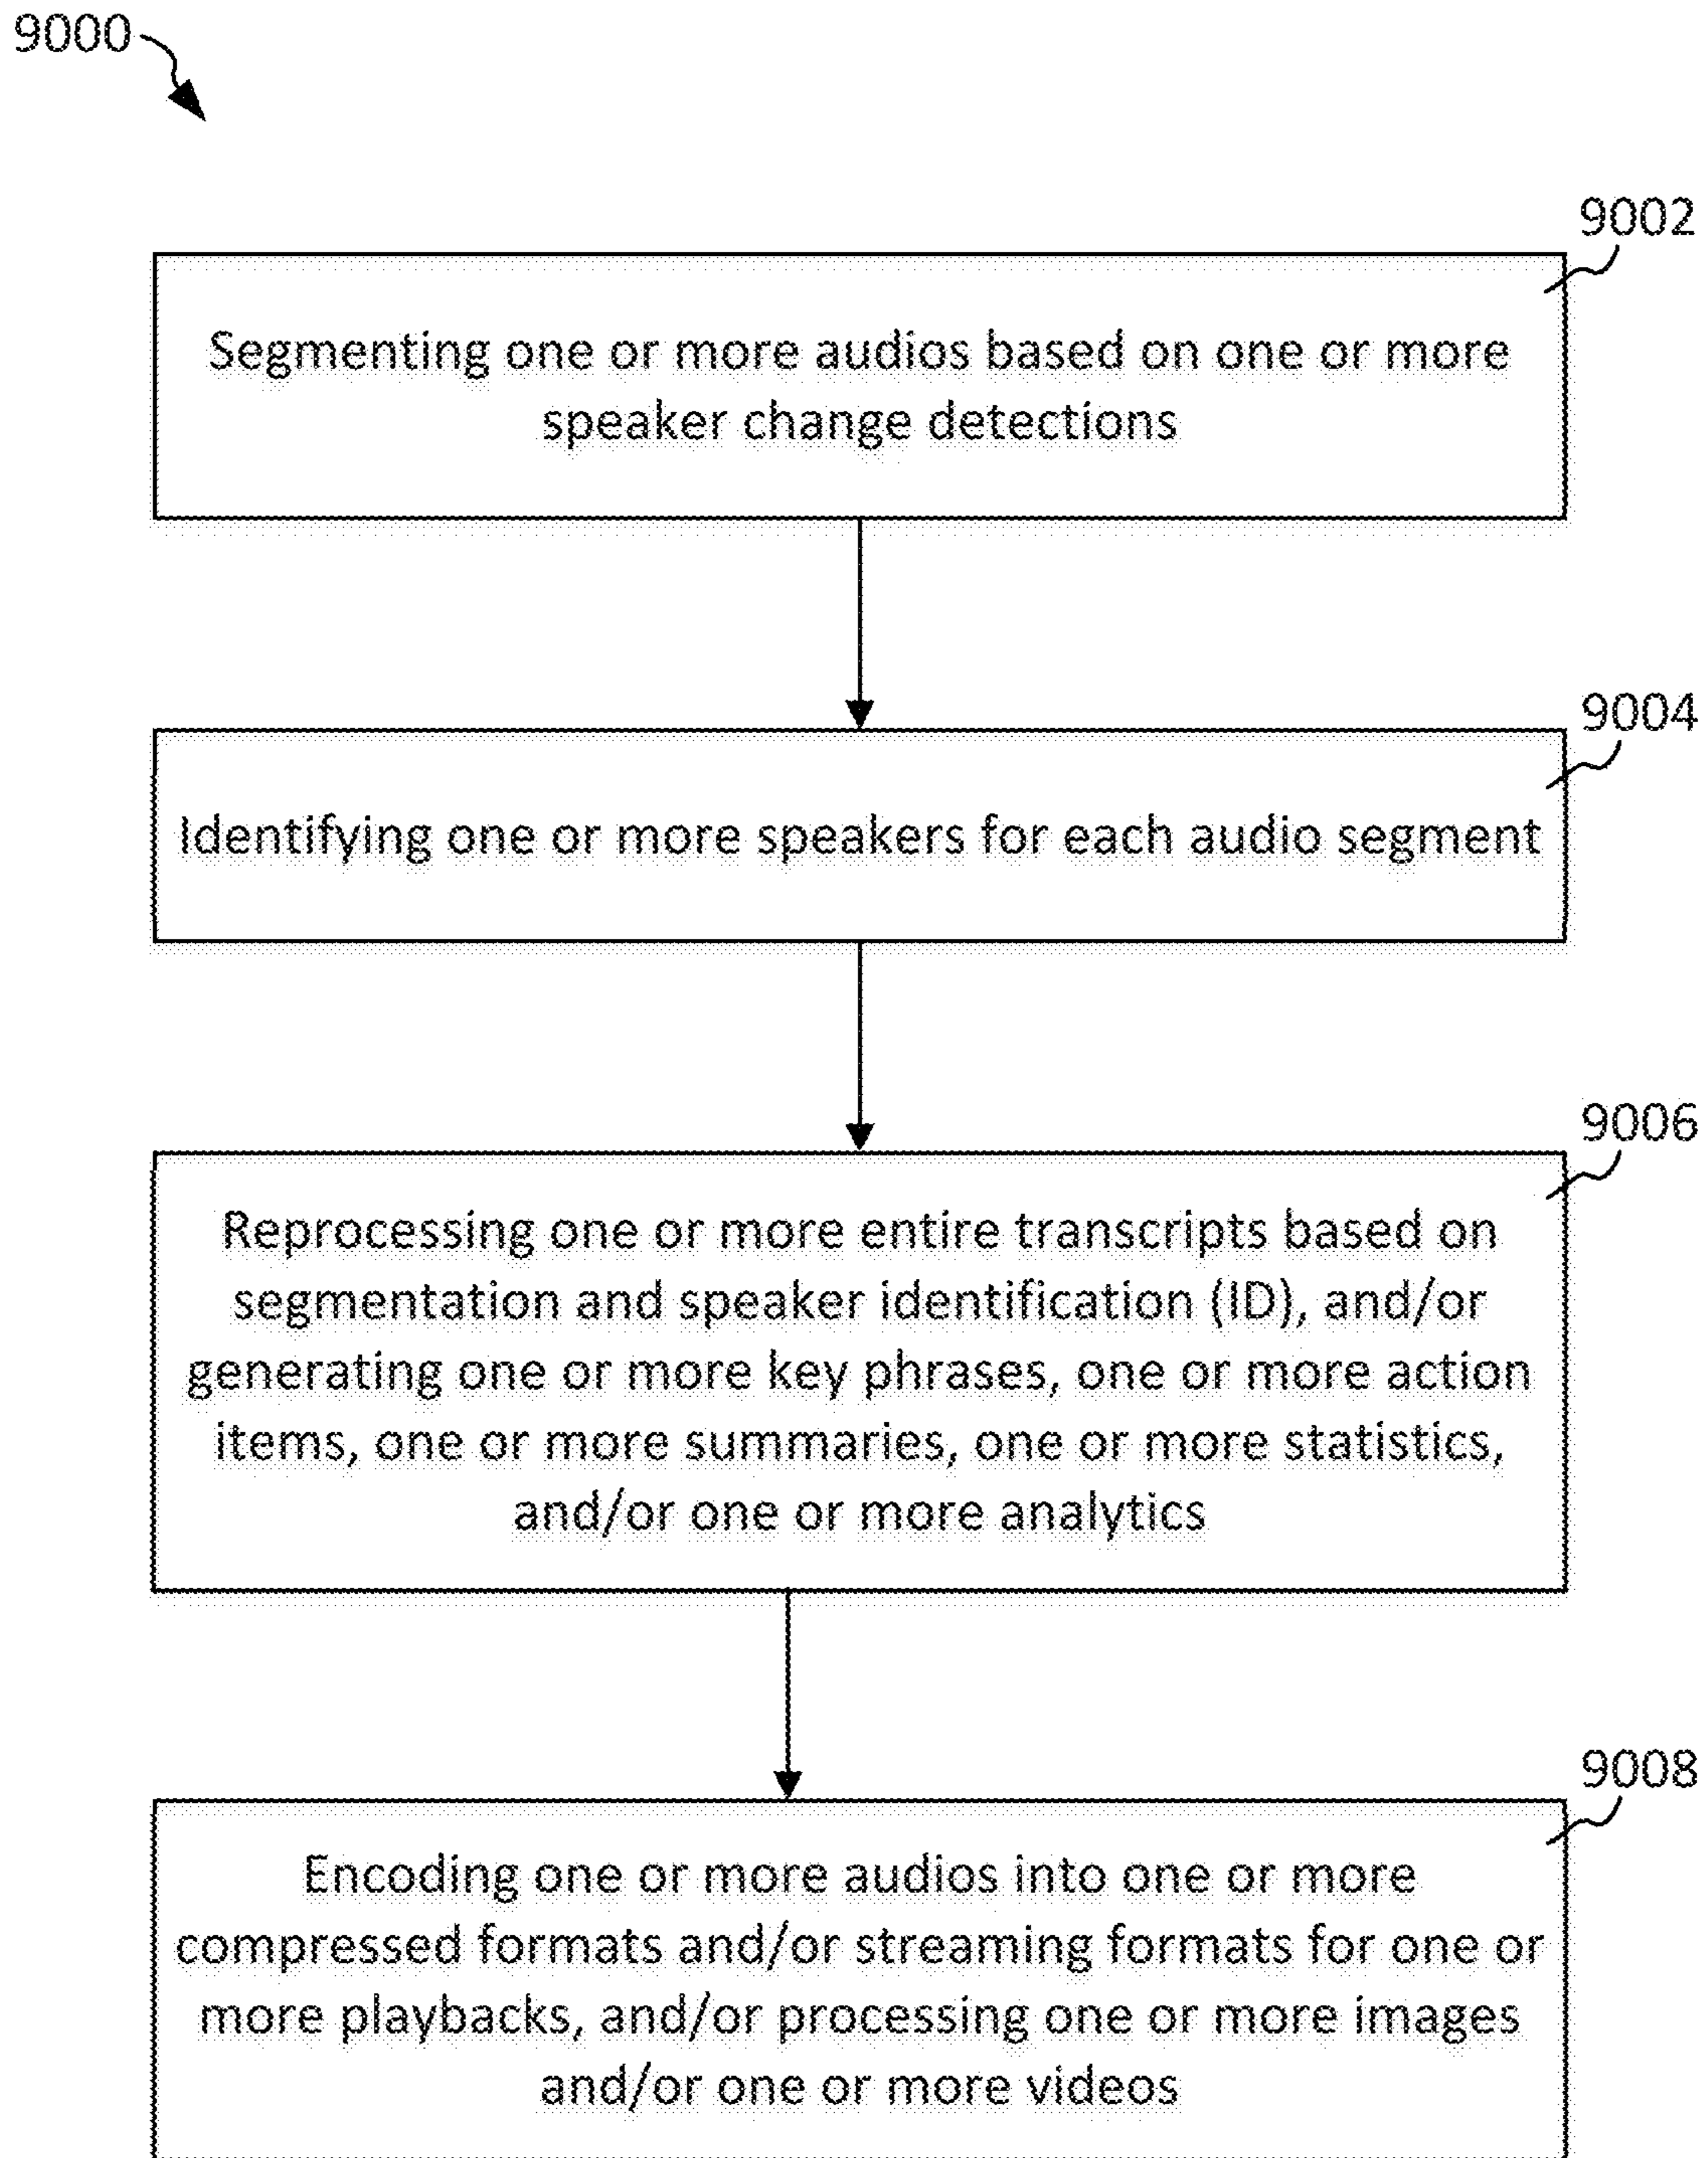 9000
9002
Segmenting one or more audios based on one or more
speaker change detections
9004
Identifying one or more speakers for each audio segment
9006
Reprocessing one or more entire transcripts based on
segmentation and speaker identification (ID), and/or
generating one or more key phrases, one or more action
items, one or more summaries, one or more statistics,
and/or one or more analytics
9008
Encoding one or more audios into one or more
compressed formats and/or streaming formats for one or
more playbacks, and/or processing one or more images
and/or one or more videos